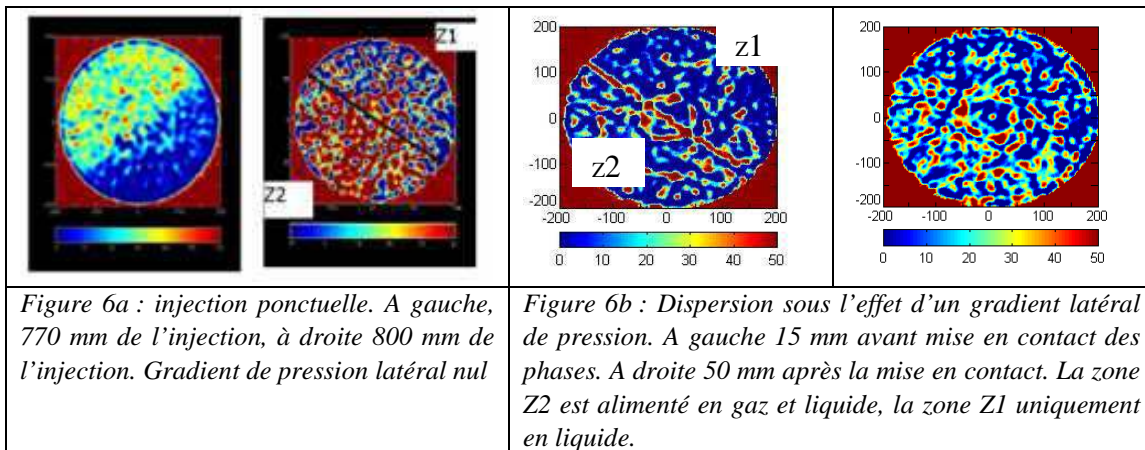 Z1
Z2
200
100
0
-100
-200
z1
z2
-200 -100 0 100 200
0 10 20 30 40 50
200
100
0
-100
-200
-200 -100 0 100 200
0 10 20 30 40 50
Figure 6a : injection ponctuelle. A gauche,
770 mm de l'injection, à droite 800 mm de
l'injection. Gradient de pression latéral nul
Figure 6b : Dispersion sous l'effet d'un gradient latéral
de pression. A gauche 15 mm avant mise en contact des
phases. A droite 50 mm après la mise en contact. La zone
Z2 est alimenté en gaz et liquide, la zone Z1 uniquement
en liquide.